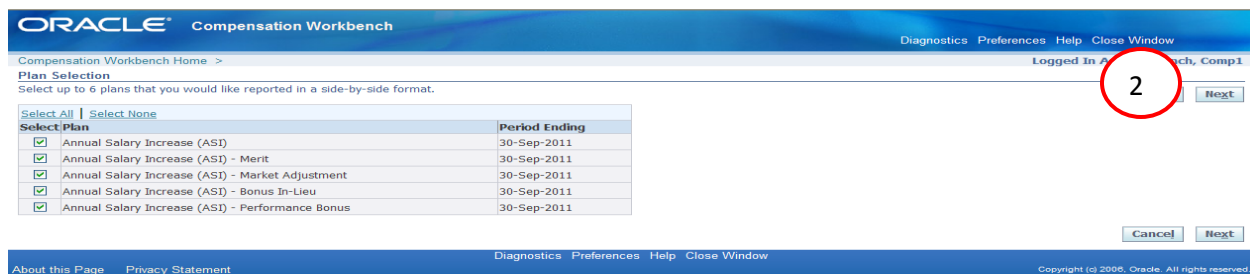 ORACLE® Compensation Workbench
Diagnostics Preferences Help Close Window
Compensation Workbench Home >
Logged In A ch, Comp1
Plan Selection
Select up to 6 plans that you would like reported in a side-by-side format.
2
Next
Select All | Select None
Select Plan Period Ending
Annual Salary Increase (ASI) 30-Sep-2011
Annual Salary Increase (ASI) - Merit 30-Sep-2011
Annual Salary Increase (ASI) - Market Adjustment 30-Sep-2011
Annual Salary Increase (ASI) - Bonus In-Lieu 30-Sep-2011
Annual Salary Increase (ASI) - Performance Bonus 30-Sep-2011
Cancel Next
Diagnostics Preferences Help Close Window
About this Page Privacy Statement
Copyright (c) 2006, Oracle. All rights reserved